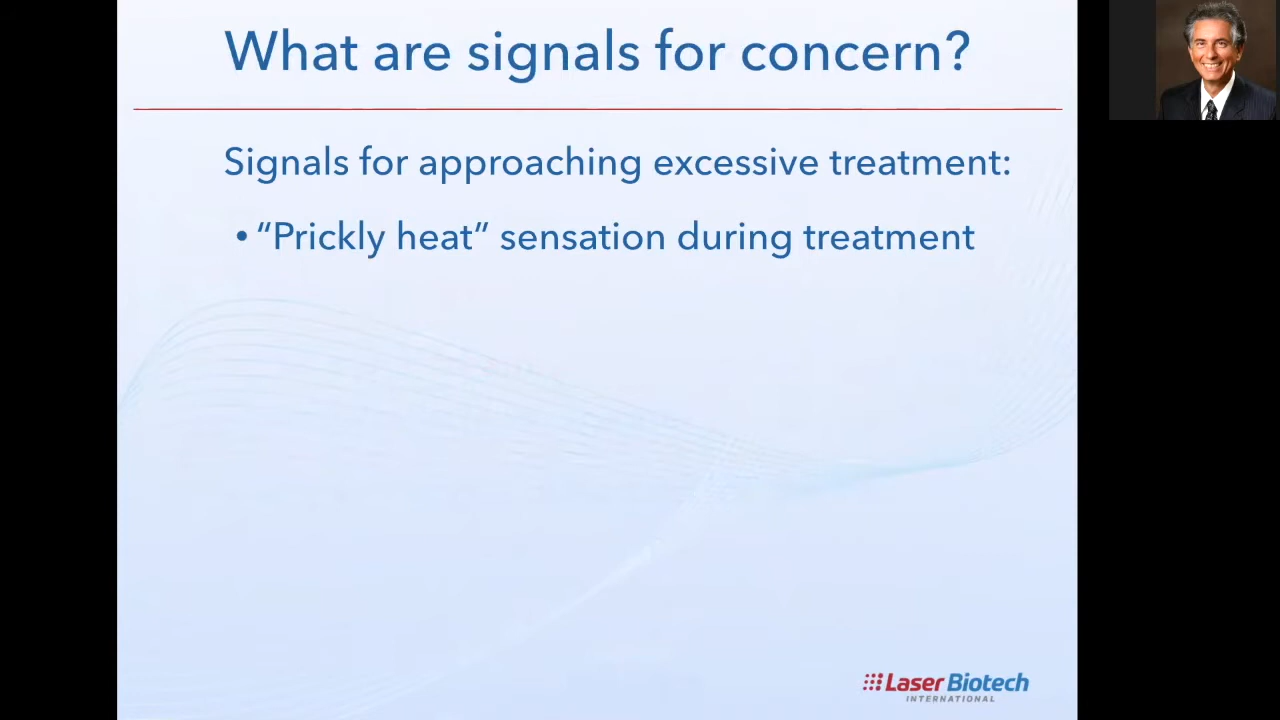 What are signals for concern?
Signals for approaching excessive treatment:
• “Prickly heat” sensation during treatment
Laser Biotech
INTERNATIONAL